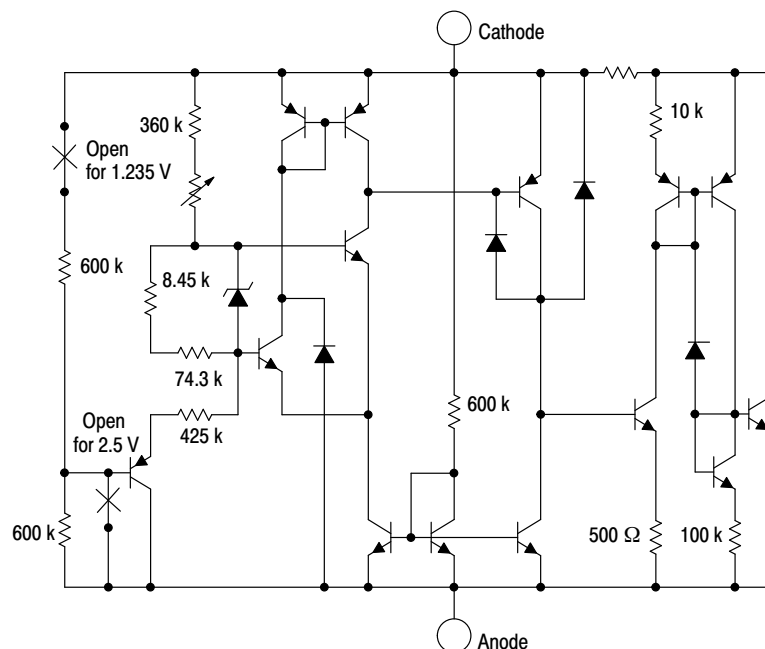 Cathode
360 k
10 k
Open
for 1.235 V
600 k
8.45 k
74.3 k
600 k
425 k
Open
for 2.5 V
600 k
500 Ω
100 k
Anode